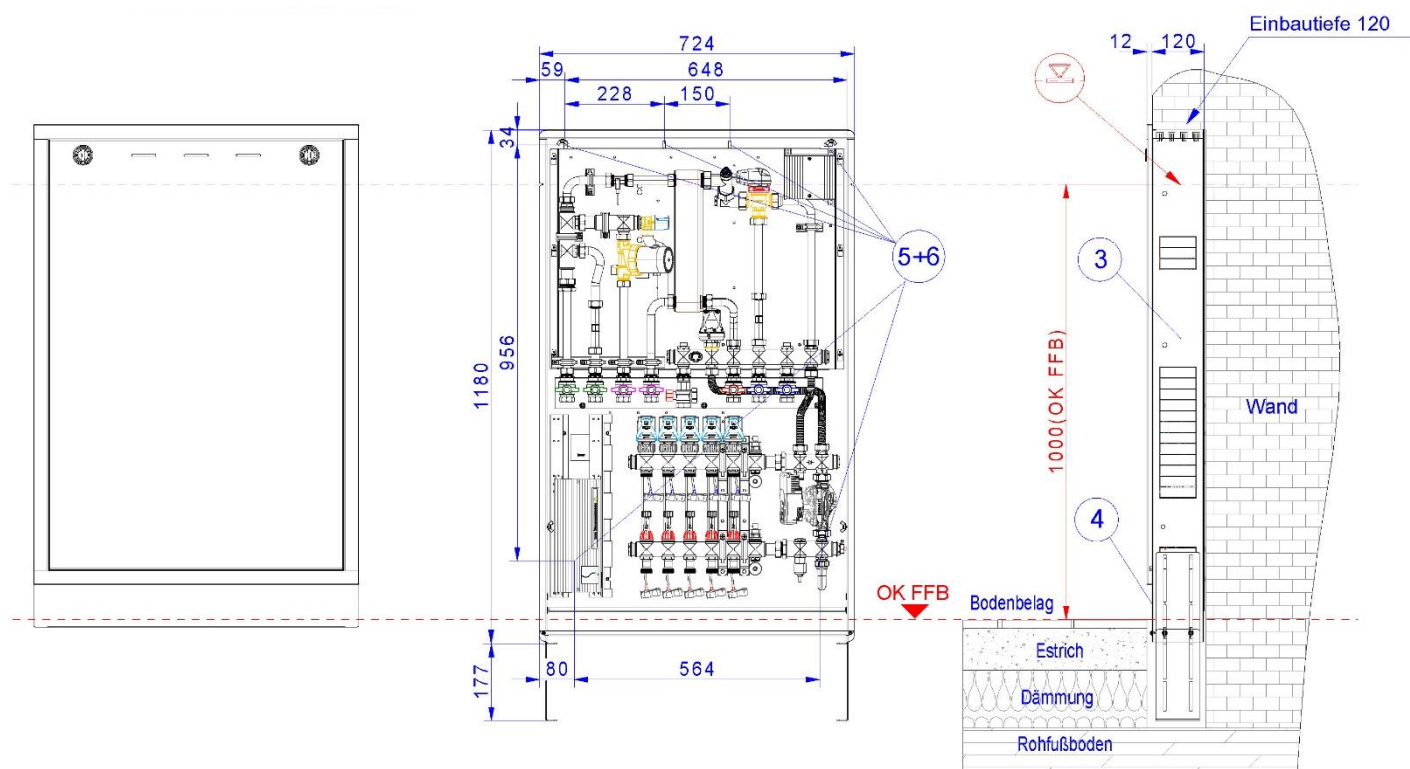 Einbautiefe 120
724
12
120
59
648
228
150
34
5+6
3
956
1180
1000(OK FFB)
Wand
4
OK FFB
Bodenbelag
Estrich
80
564
177
Dämmung
Rohfußboden